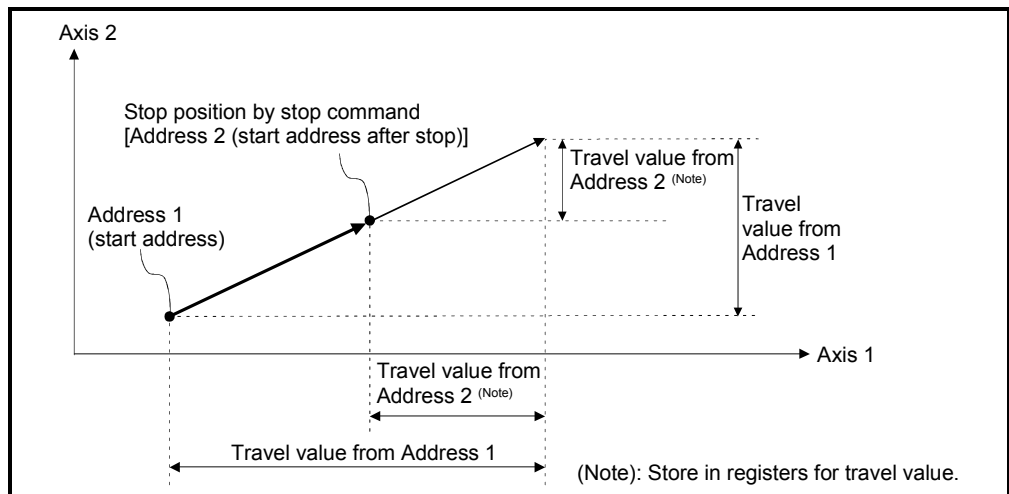 Axis 2
Stop position by stop command
[Address 2 (start address after stop)]
Travel value from
Address 2 (Note)
Address 1
(start address)
Travel
value from
Address 1
Axis 1
Travel value from
Address 2 (Note)
Travel value from Address 1
(Note): Store in registers for travel value.